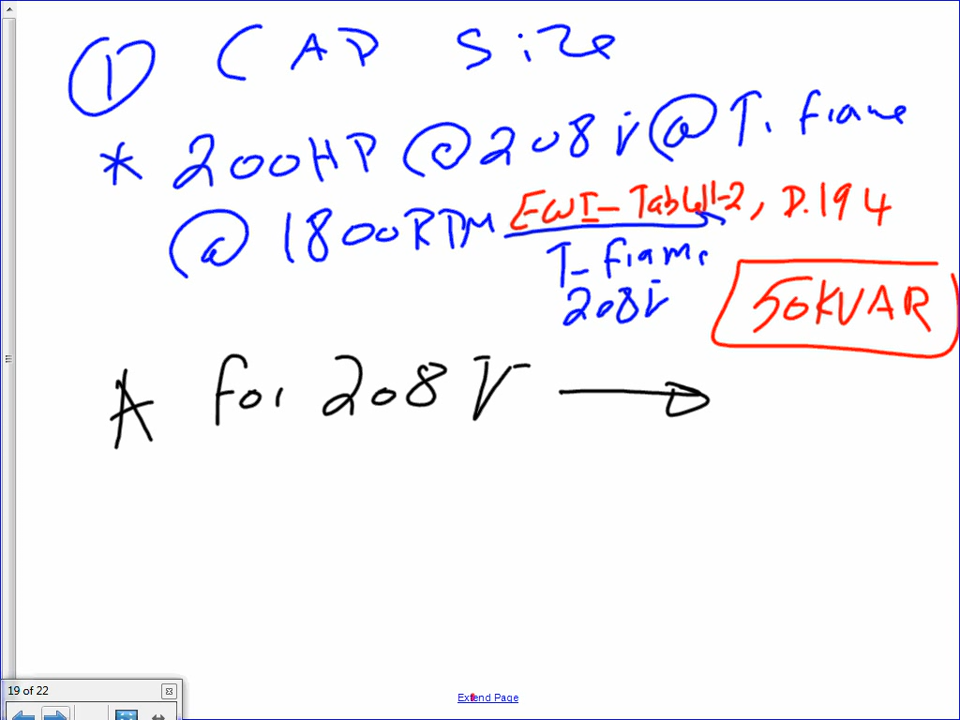 ① CAP Size
* 200HP @ 208V @ T. frame
@ 1800RPM EWI-Table 11-2, P.194
T-frame
208V
50KVAR
* for 208V →
19 of 22
Extend Page